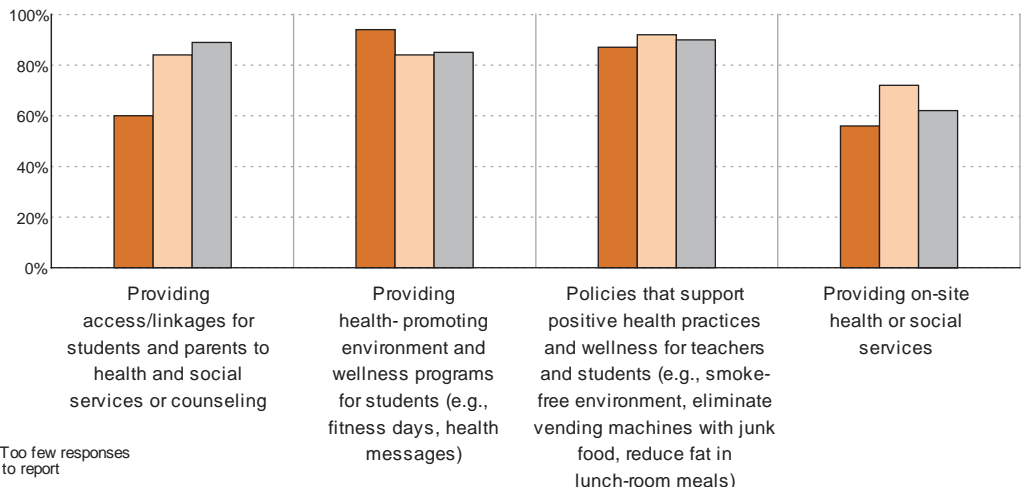 100%
80%
60%
40%
20%
0%
Providing
access/linkages for
students and parents to
health and social
services or counseling
Providing
health- promoting
environment and
wellness programs
for students (e.g.,
fitness days, health
messages)
Policies that support
positive health practices
and wellness for teachers
and students (e.g., smoke-
free environment, eliminate
vending machines with junk
food, reduce fat in
lunch-room meals)
Providing on-site
health or social
services
Too few responses
to report